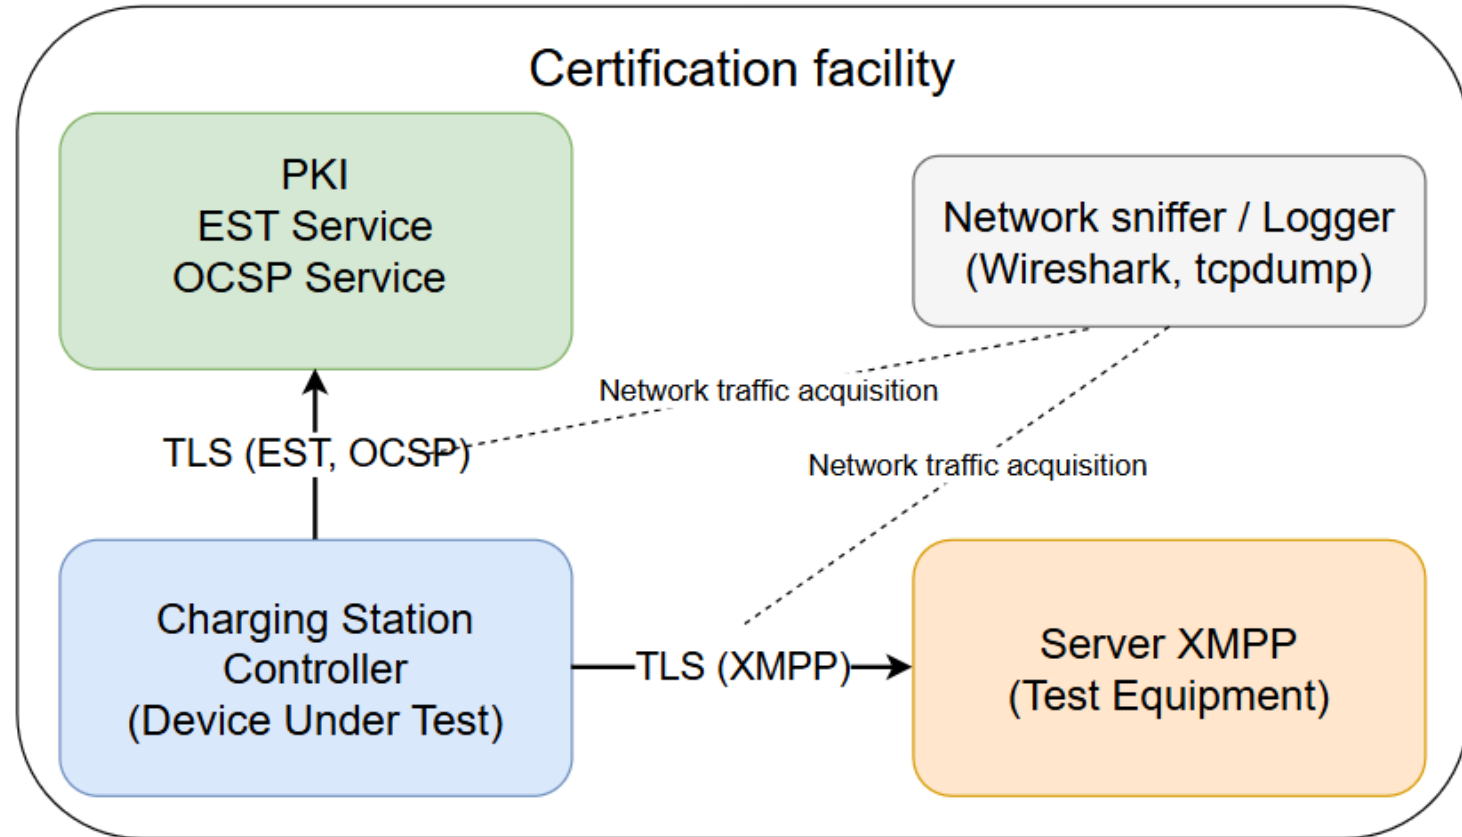 Certification facility
PKI
EST Service
OCSP Service
Network sniffer / Logger
(Wireshark, tcpdump)
Network traffic acquisition
TLS (EST, OCSP)
Network traffic acquisition
Charging Station
Controller
(Device Under Test)
TLS (XMPP)
Server XMPP
(Test Equipment)